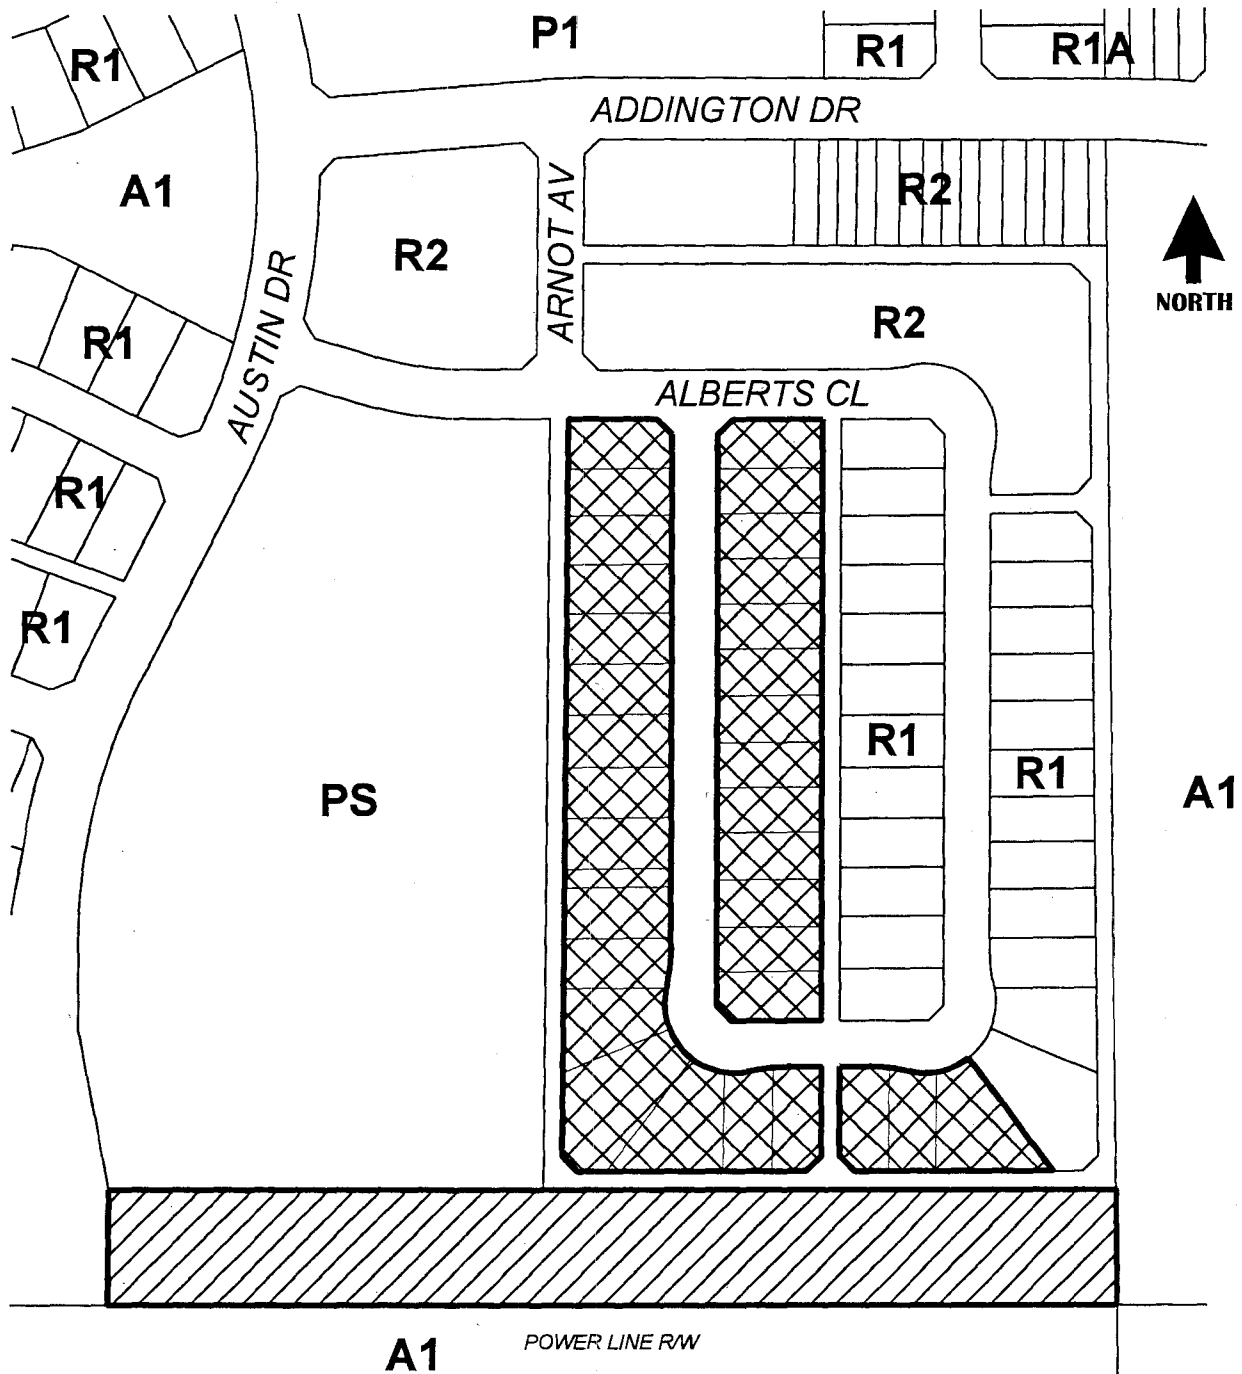 P1
R1
R1
R1A
ADDINGTON DR
A1
R2
R2
ARNOT AV
AUSTIN DR
NORTH
R2
R1
ALBERTS CL
R1
R1
R1
R1
PS
A1
POWER LINE R/W
A1